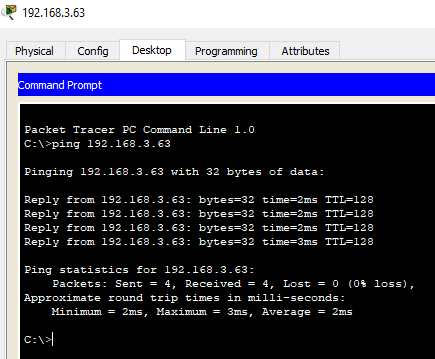 192.168.3.63
Physical Config Desktop Programming Attributes
Command Prompt
Packet Tracer PC Command Line 1.0
C:\>ping 192.168.3.63
Pinging 192.168.3.63 with 32 bytes of data:
Reply from 192.168.3.63: bytes=32 time=2ms TTL=128
Reply from 192.168.3.63: bytes=32 time=2ms TTL=128
Reply from 192.168.3.63: bytes=32 time=2ms TTL=128
Reply from 192.168.3.63: bytes=32 time=3ms TTL=128
Ping statistics for 192.168.3.63:
Packets: Sent = 4, Received = 4, Lost = 0 (0% loss),
Approximate round trip times in milli-seconds:
Minimum = 2ms, Maximum = 3ms, Average = 2ms
C:\>